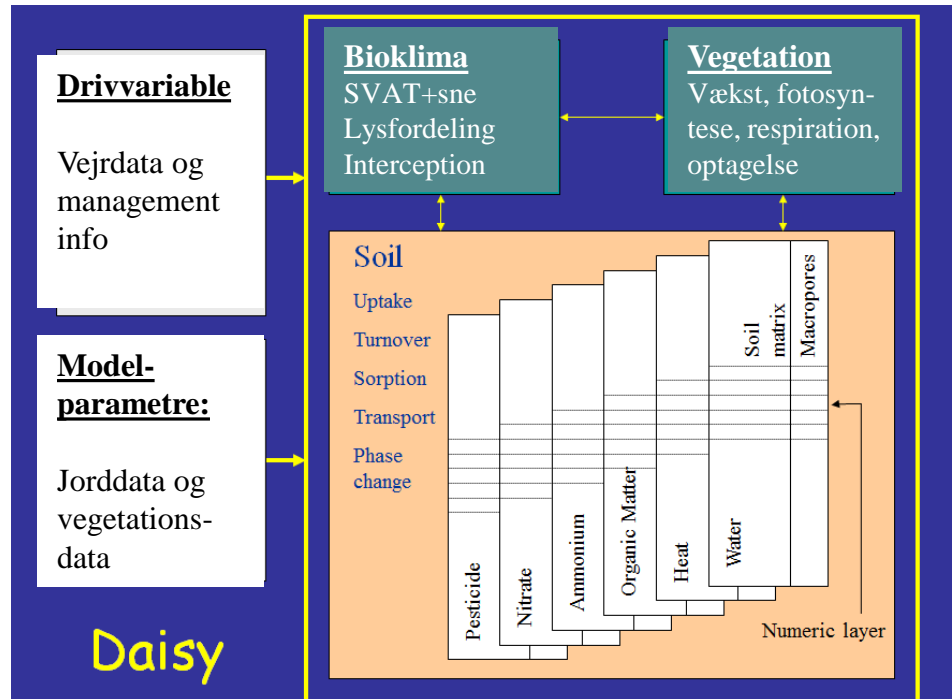 Drivvariable
Vejrdata og
management
info
Model-
parametre:
Jorddata og
vegetations-
data
Daisy
Bioklima
SVAT+sne
Lysfordeling
Interception
Vegetation
Vækst, fotosyn-
tese, respiration,
optagelse
Soil
Uptake
Turnover
Sorption
Transport
Phase
change
Pesticide
Nitrate
Ammonium
Organic Matter
Heat
Water
Soil
matrix
Macropores
Numeric layer